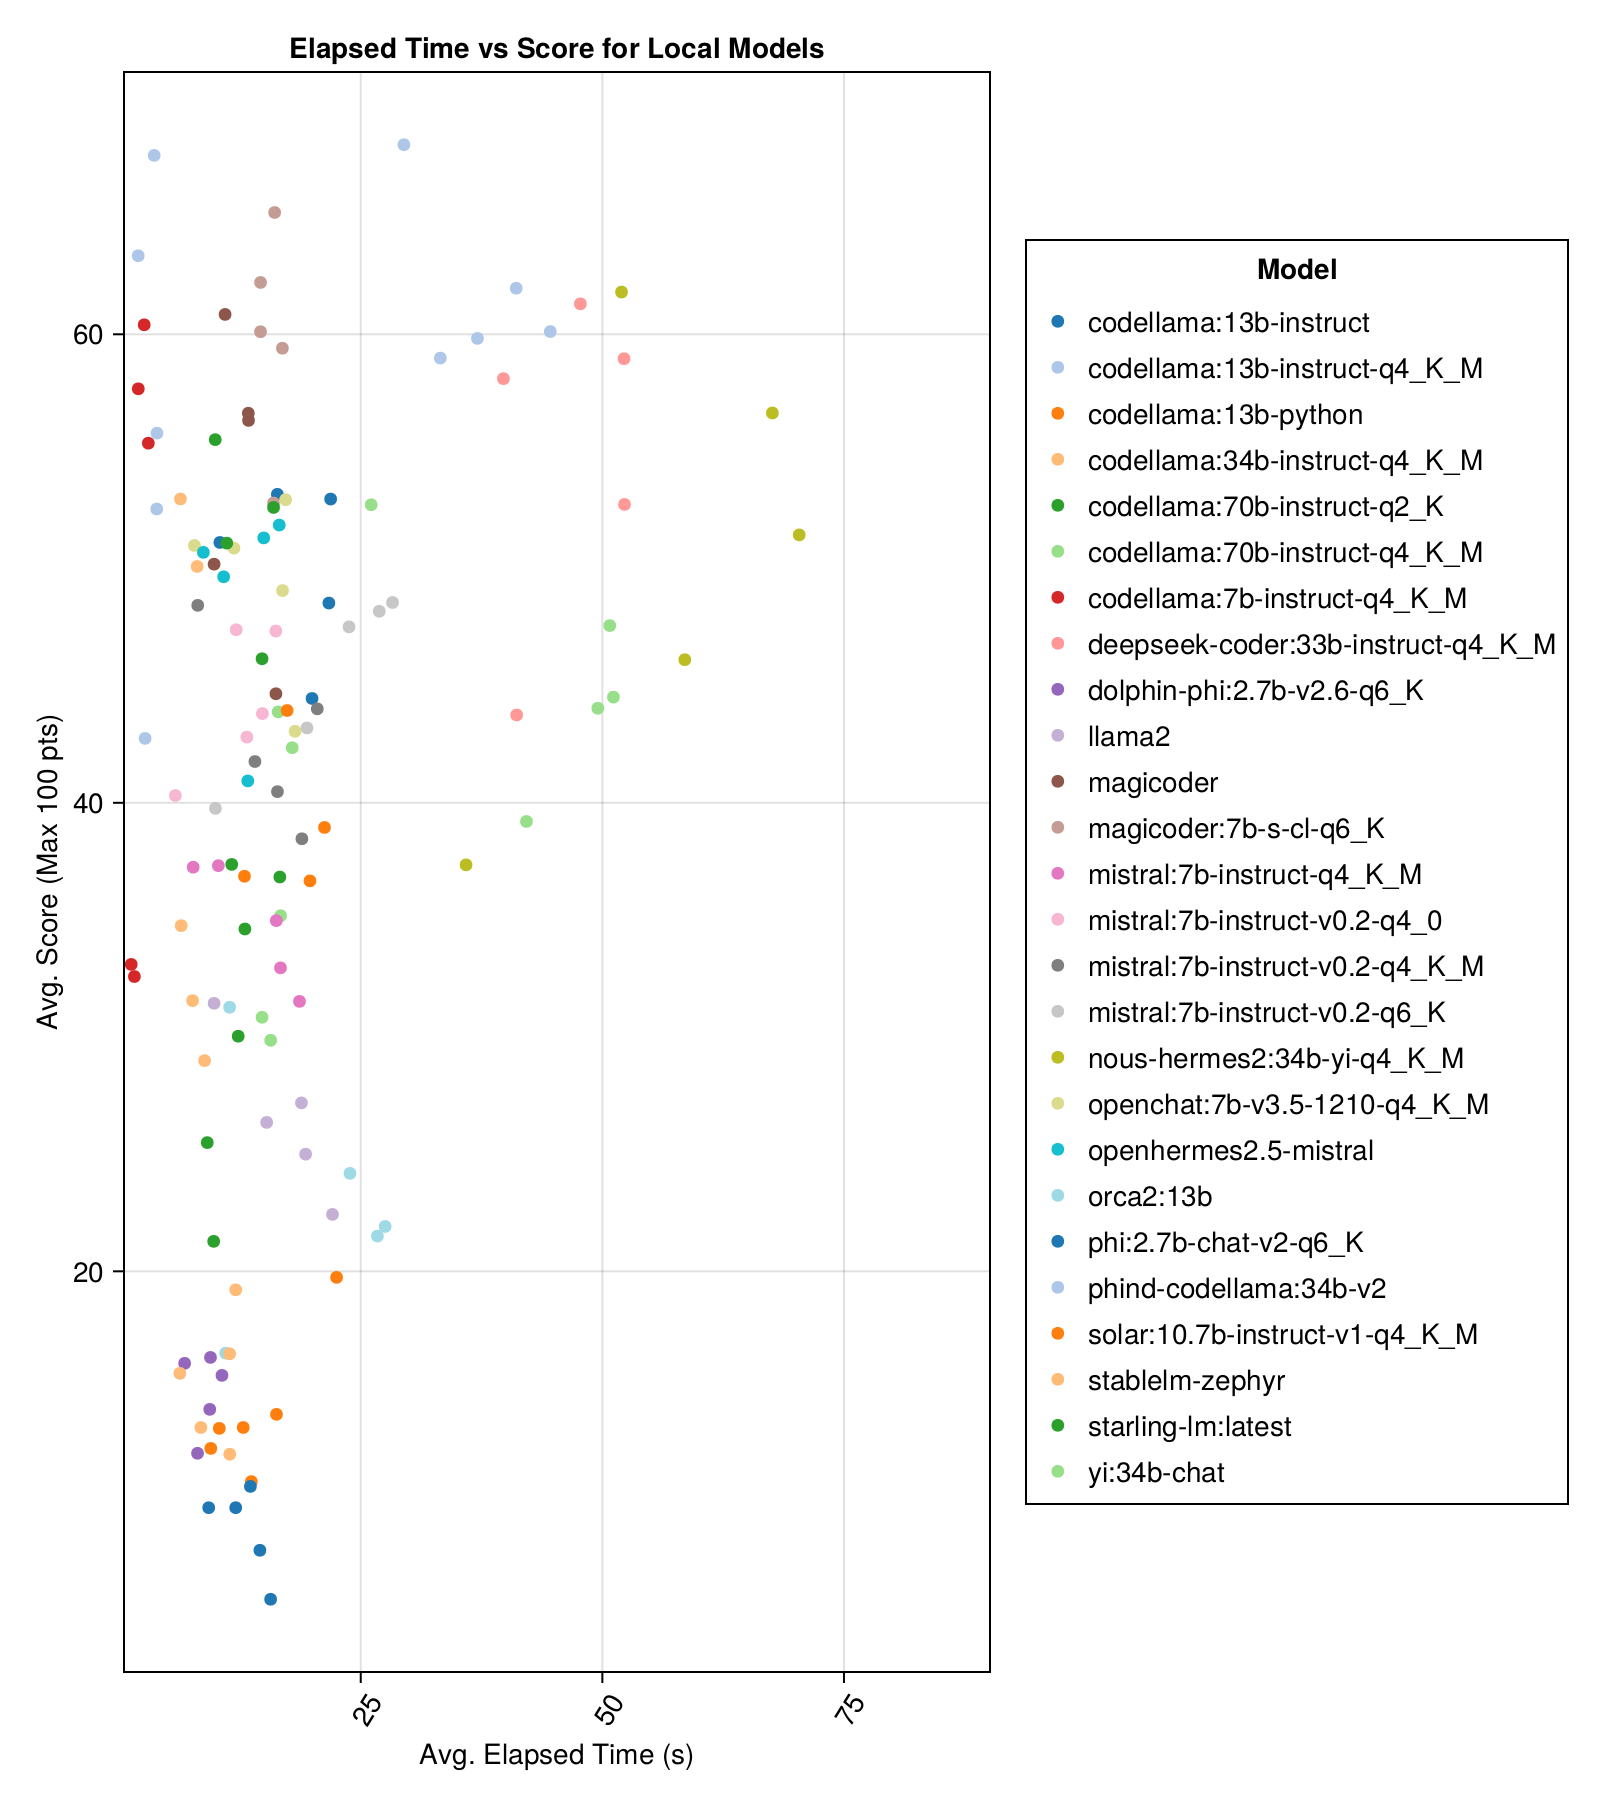 Elapsed Time vs Score for Local Models
Avg. Score (Max 100 pts)
60
40
20
25
50
75
Avg. Elapsed Time (s)
Model
codellama:13b-instruct
codellama:13b-instruct-q4_K_M
codellama:13b-python
codellama:34b-instruct-q4_K_M
codellama:70b-instruct-q2_K
codellama:70b-instruct-q4_K_M
codellama:7b-instruct-q4_K_M
deepseek-coder:33b-instruct-q4_K_M
dolphin-phi:2.7b-v2.6-q6_K
llama2
magicoder
magicoder:7b-s-cl-q6_K
mistral:7b-instruct-q4_K_M
mistral:7b-instruct-v0.2-q4_0
mistral:7b-instruct-v0.2-q4_K_M
mistral:7b-instruct-v0.2-q6_K
nous-hermes2:34b-yi-q4_K_M
openchat:7b-v3.5-1210-q4_K_M
openhermes2.5-mistral
orca2:13b
phi:2.7b-chat-v2-q6_K
phind-codellama:34b-v2
solar:10.7b-instruct-v1-q4_K_M
stablelm-zephyr
starling-lm:latest
yi:34b-chat